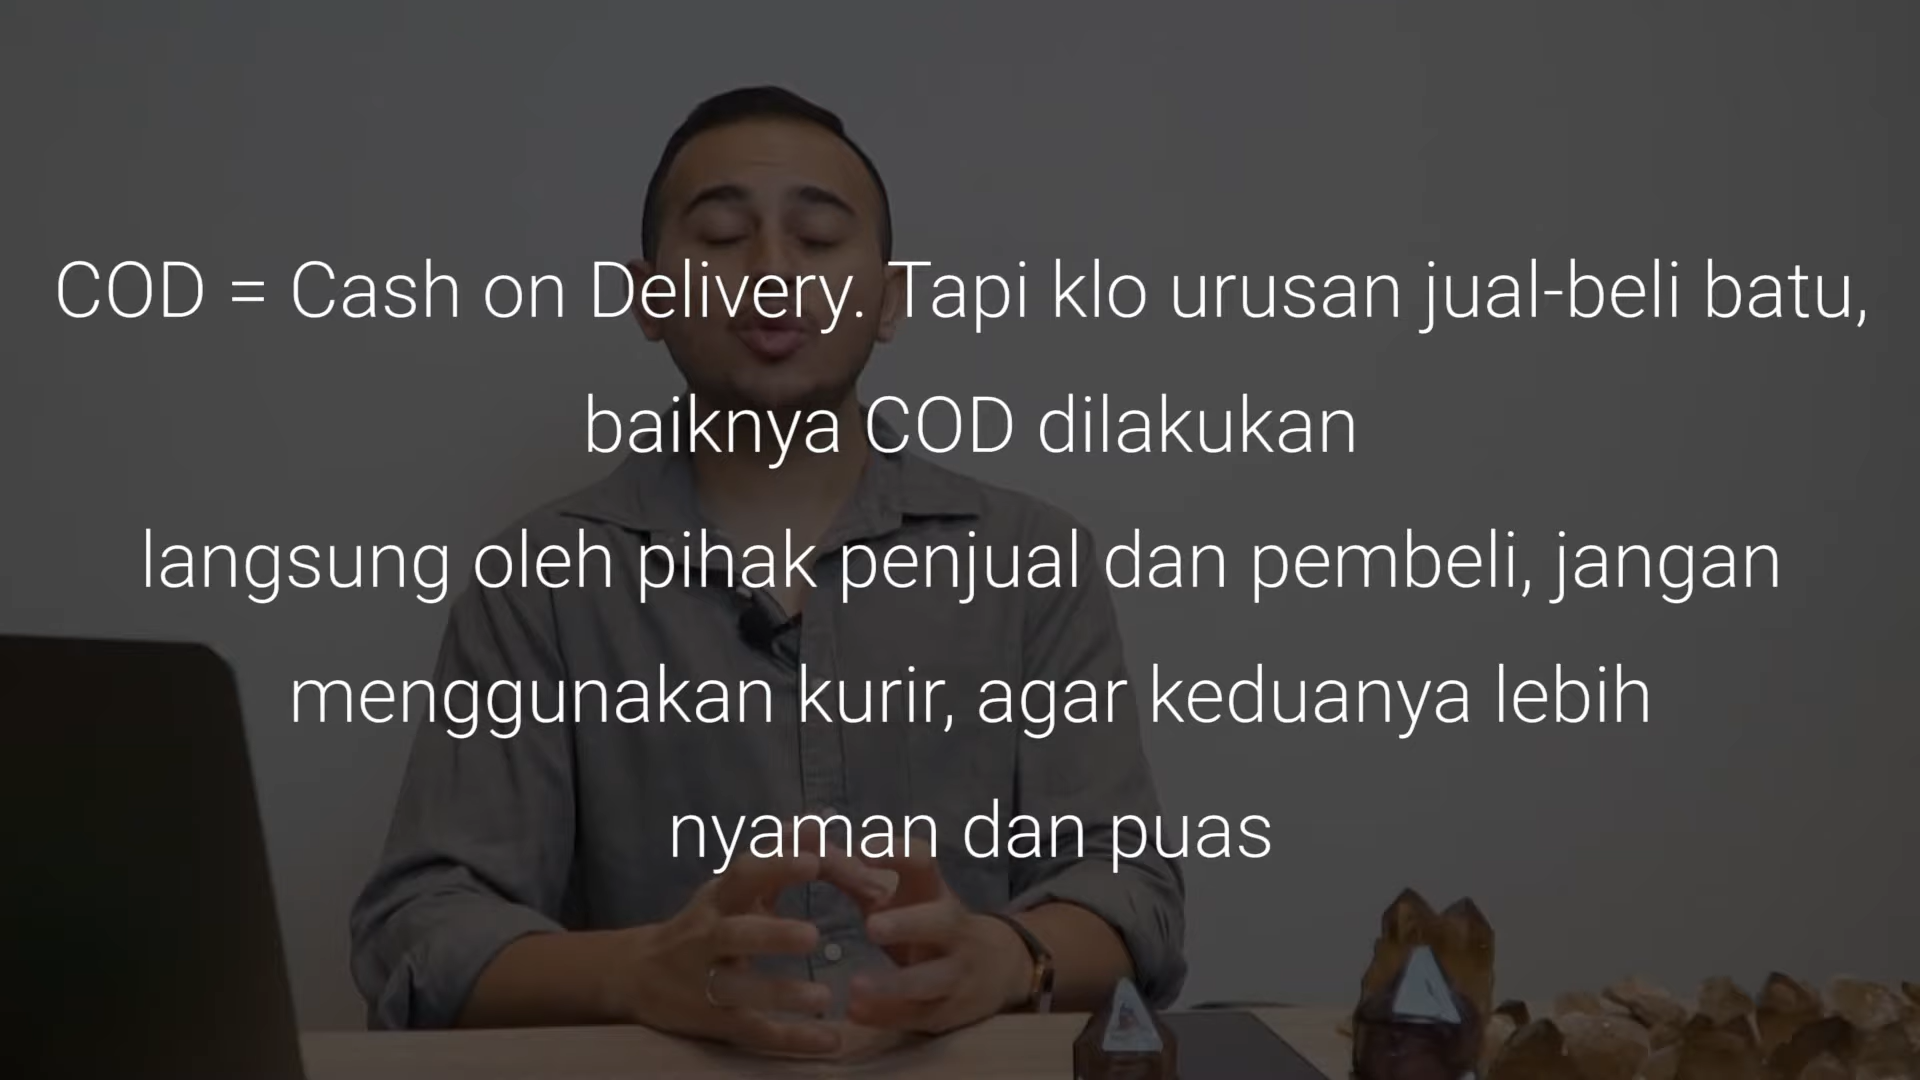 COD = Cash on Delivery. Tapi klo urusan jual-beli batu,
baiknya COD dilakukan
langsung oleh pihak penjual dan pembeli, jangan
menggunakan kurir, agar keduanya lebih
nyaman dan puas